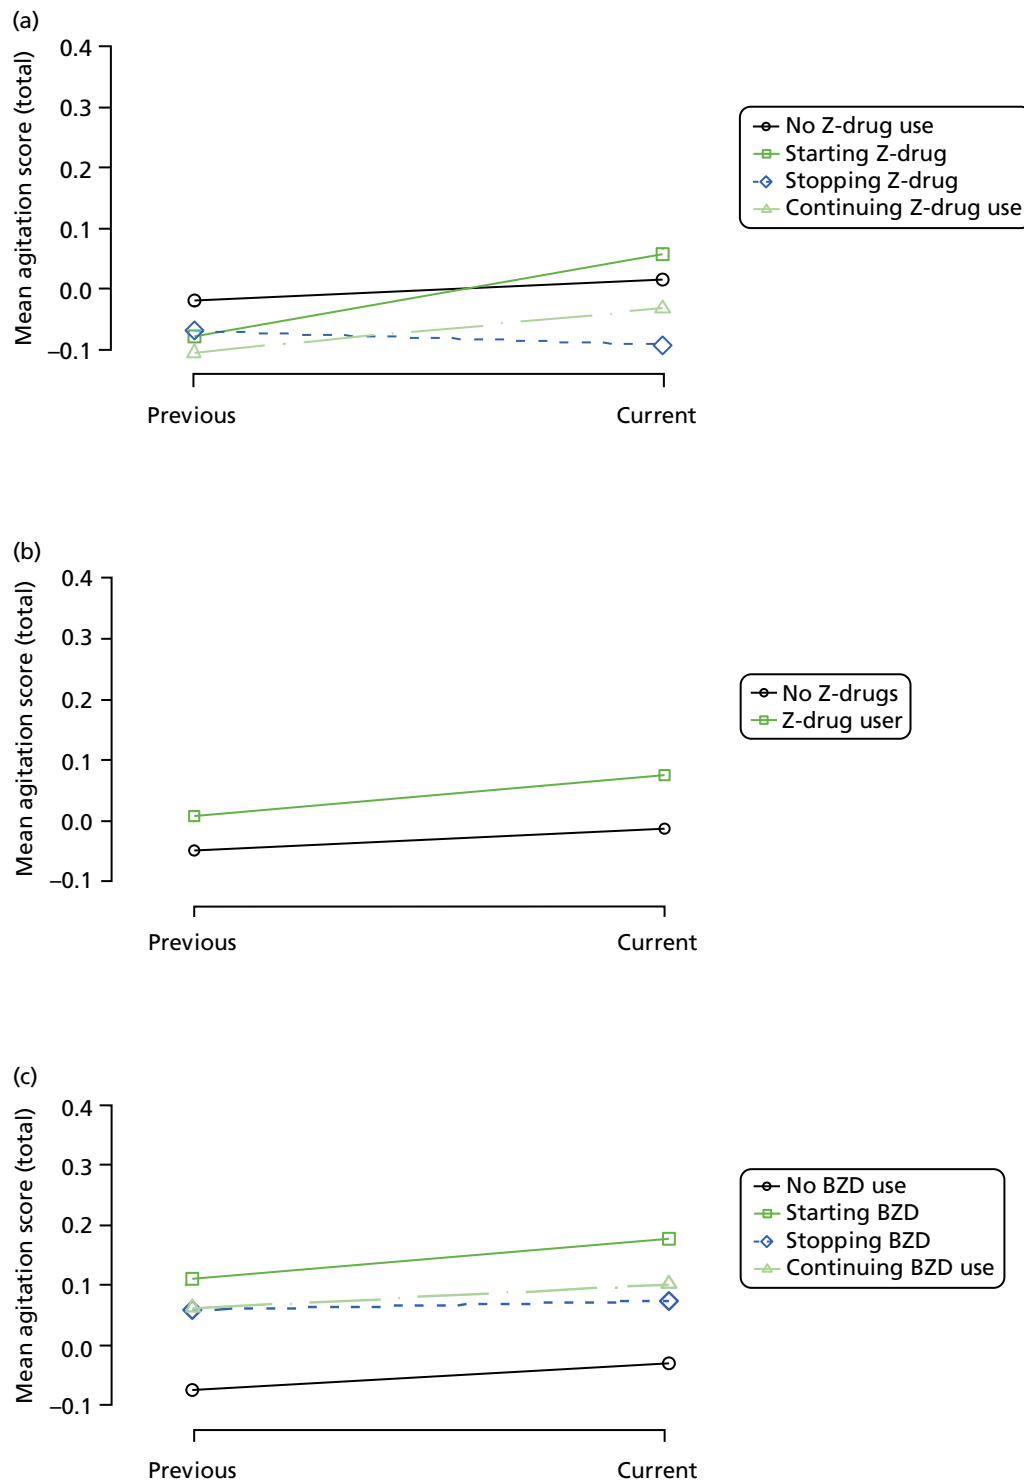 (a)
Mean agitation score (total)
0.4
0.3
0.2
0.1
0.0
–0.1
Previous
Current
No Z-drug use
Starting Z-drug
Stopping Z-drug
Continuing Z-drug use
(b)
Mean agitation score (total)
0.4
0.3
0.2
0.1
0.0
–0.1
Previous
Current
No Z-drugs
Z-drug user
(c)
Mean agitation score (total)
0.4
0.3
0.2
0.1
0.0
–0.1
Previous
Current
No BZD use
Starting BZD
Stopping BZD
Continuing BZD use